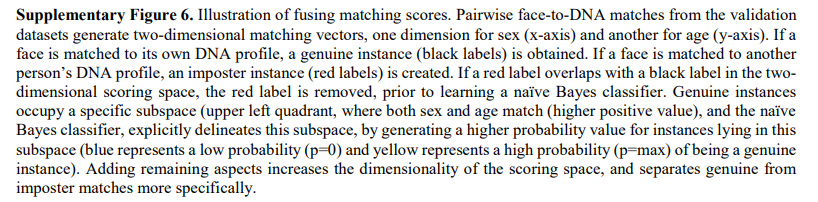 Supplementary Figure 6. Illustration of fusing matching scores. Pairwise face-to-DNA matches from the validation
datasets generate two-dimensional matching vectors, one dimension for sex (x-axis) and another for age (y-axis). If a
face is matched to its own DNA profile, a genuine instance (black labels) is obtained. If a face is matched to another
person’s DNA profile, an imposter instance (red labels) is created. If a red label overlaps with a black label in the two-
dimensional scoring space, the red label is removed, prior to learning a naïve Bayes classifier. Genuine instances
occupy a specific subspace (upper left quadrant, where both sex and age match (higher positive value), and the naïve
Bayes classifier, explicitly delineates this subspace, by generating a higher probability value for instances lying in this
subspace (blue represents a low probability (p=0) and yellow represents a high probability (p=max) of being a genuine
instance). Adding remaining aspects increases the dimensionality of the scoring space, and separates genuine from
imposter matches more specifically.